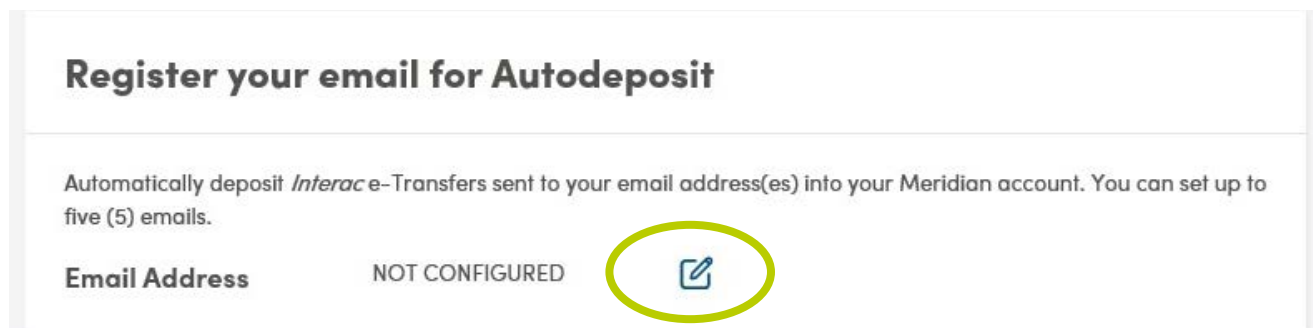 Register your email for Autodeposit
Automatically deposit Interac e-Transfers sent to your email address(es) into your Meridian account. You can set up to
five (5) emails.
Email Address NOT CONFIGURED